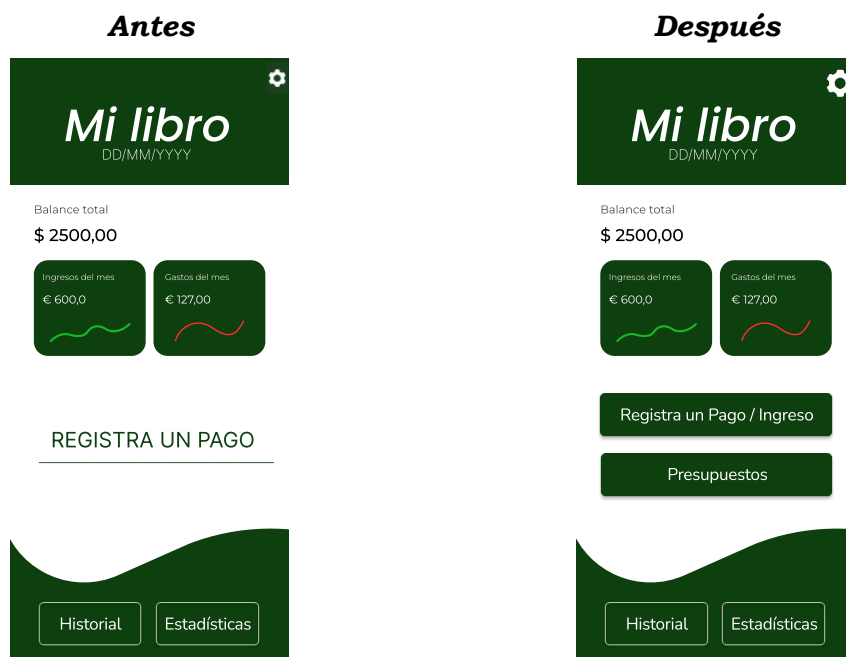 Antes
Mi libro
DD/MM/YYYY
Balance total
$ 2500,00
Ingresos del mes
€ 600,0
Gastos del mes
€ 127,00
REGISTRA UN PAGO
Historial
Estadísticas
Después
Mi libro
DD/MM/YYYY
Balance total
$ 2500,00
Ingresos del mes
€ 600,0
Gastos del mes
€ 127,00
Registra un Pago / Ingreso
Presupuestos
Historial
Estadísticas